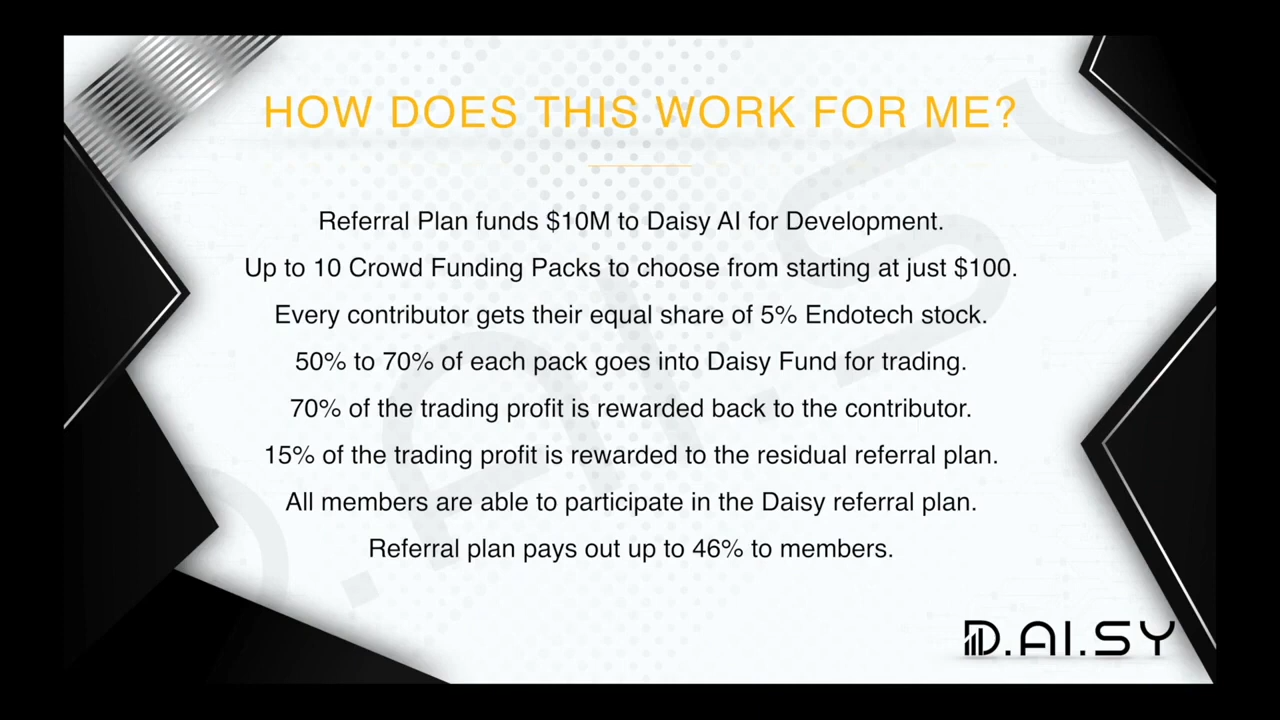 HOW DOES THIS WORK FOR ME?
Referral Plan funds $10M to Daisy AI for Development.
Up to 10 Crowd Funding Packs to choose from starting at just $100.
Every contributor gets their equal share of 5% Endotech stock.
50% to 70% of each pack goes into Daisy Fund for trading.
70% of the trading profit is rewarded back to the contributor.
15% of the trading profit is rewarded to the residual referral plan.
All members are able to participate in the Daisy referral plan.
Referral plan pays out up to 46% to members.
D.AI.SY